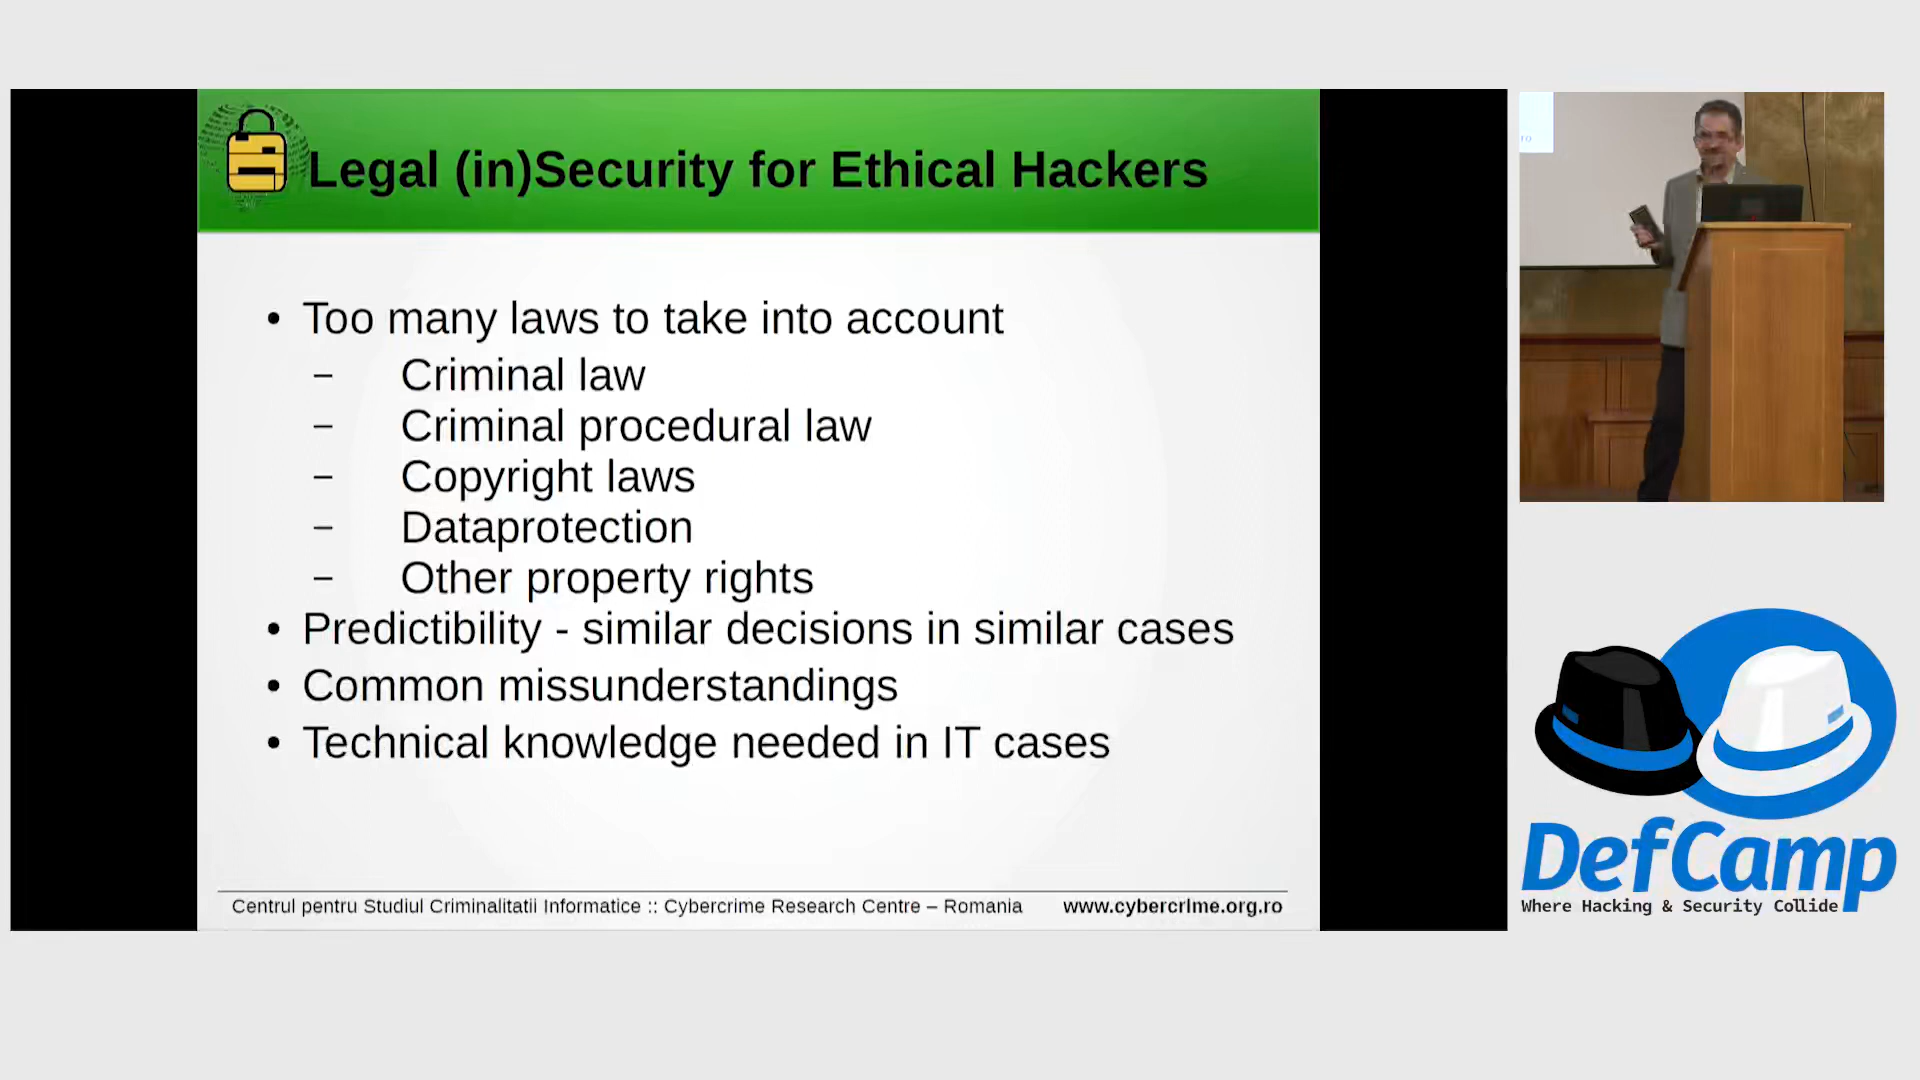 Legal (in)Security for Ethical Hackers
• Too many laws to take into account
– Criminal law
– Criminal procedural law
– Copyright laws
– Dataprotection
– Other property rights
• Predictibility - similar decisions in similar cases
• Common missunderstandings
• Technical knowledge needed in IT cases
Centrul pentru Studiul Criminalitatii Informatice :: Cybercrime Research Centre – Romania www.cybercrime.org.ro
ro
DefCamp
Where Hacking & Security Collide